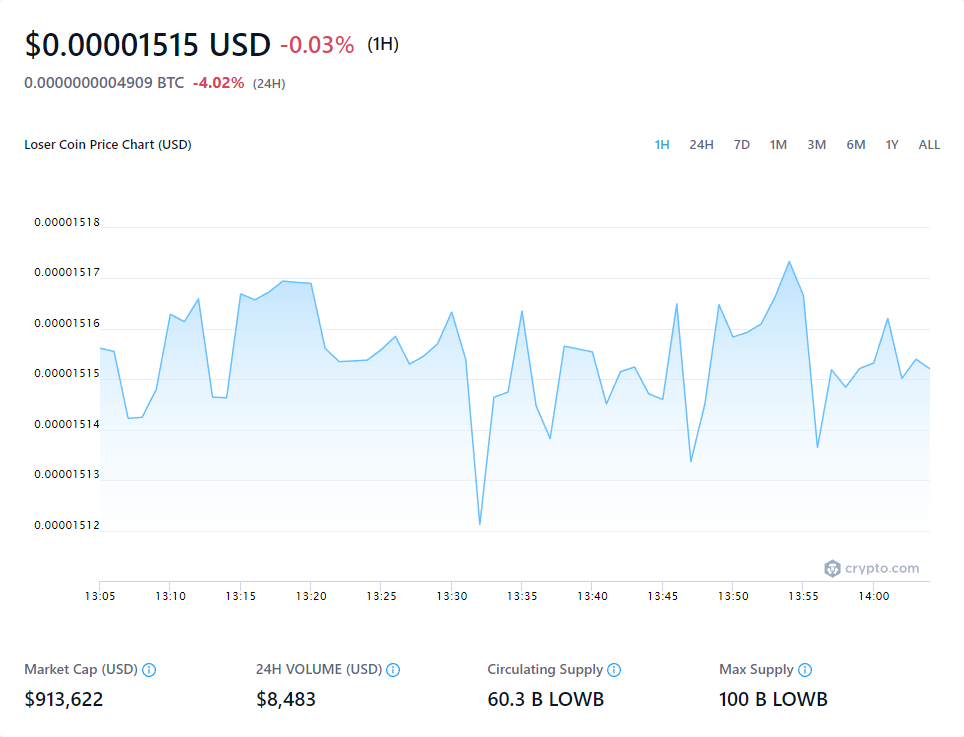 $0.00001515 USD -0.03% (1H)
0.0000000004909 BTC -4.02% (24H)
Loser Coin Price Chart (USD) 1H 24H 7D 1M 3M 6M 1Y ALL
0.00001518
0.00001517
0.00001516
0.00001515
0.00001514
0.00001513
0.00001512
crypto.com
13:05 13:10 13:15 13:20 13:25 13:30 13:35 13:40 13:45 13:50 13:55 14:00
Market Cap (USD) 24H VOLUME (USD) Circulating Supply Max Supply
$913,622 $8,483 60.3 B LOWB 100 B LOWB